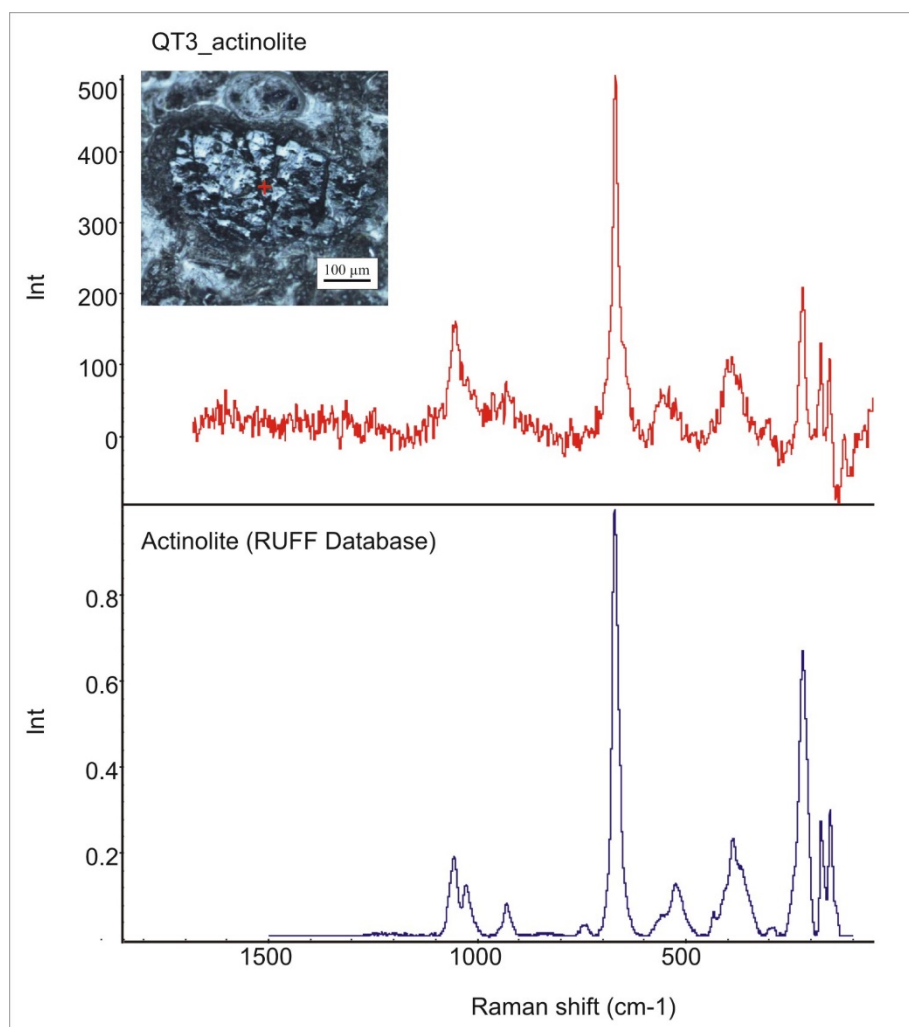 QT3_actinolite
500
400
300
200
100
0
Int
100 µm
Actinolite (RUFF Database)
0.8
0.6
0.4
0.2
Int
1500
1000
500
Raman shift (cm-1)